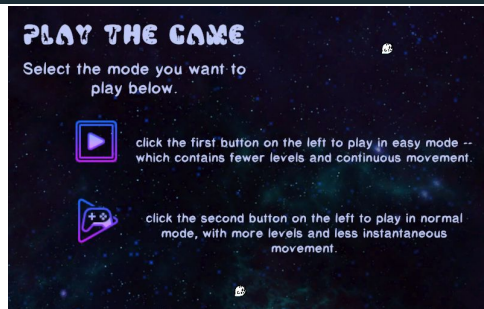 PLAY THE GAME
Select the mode you want to
play below.
click the first button on the left to play in easy mode --
which contains fewer levels and continuous movement.
click the second button on the left to play in normal
mode, with more levels and less instantaneous
movement.